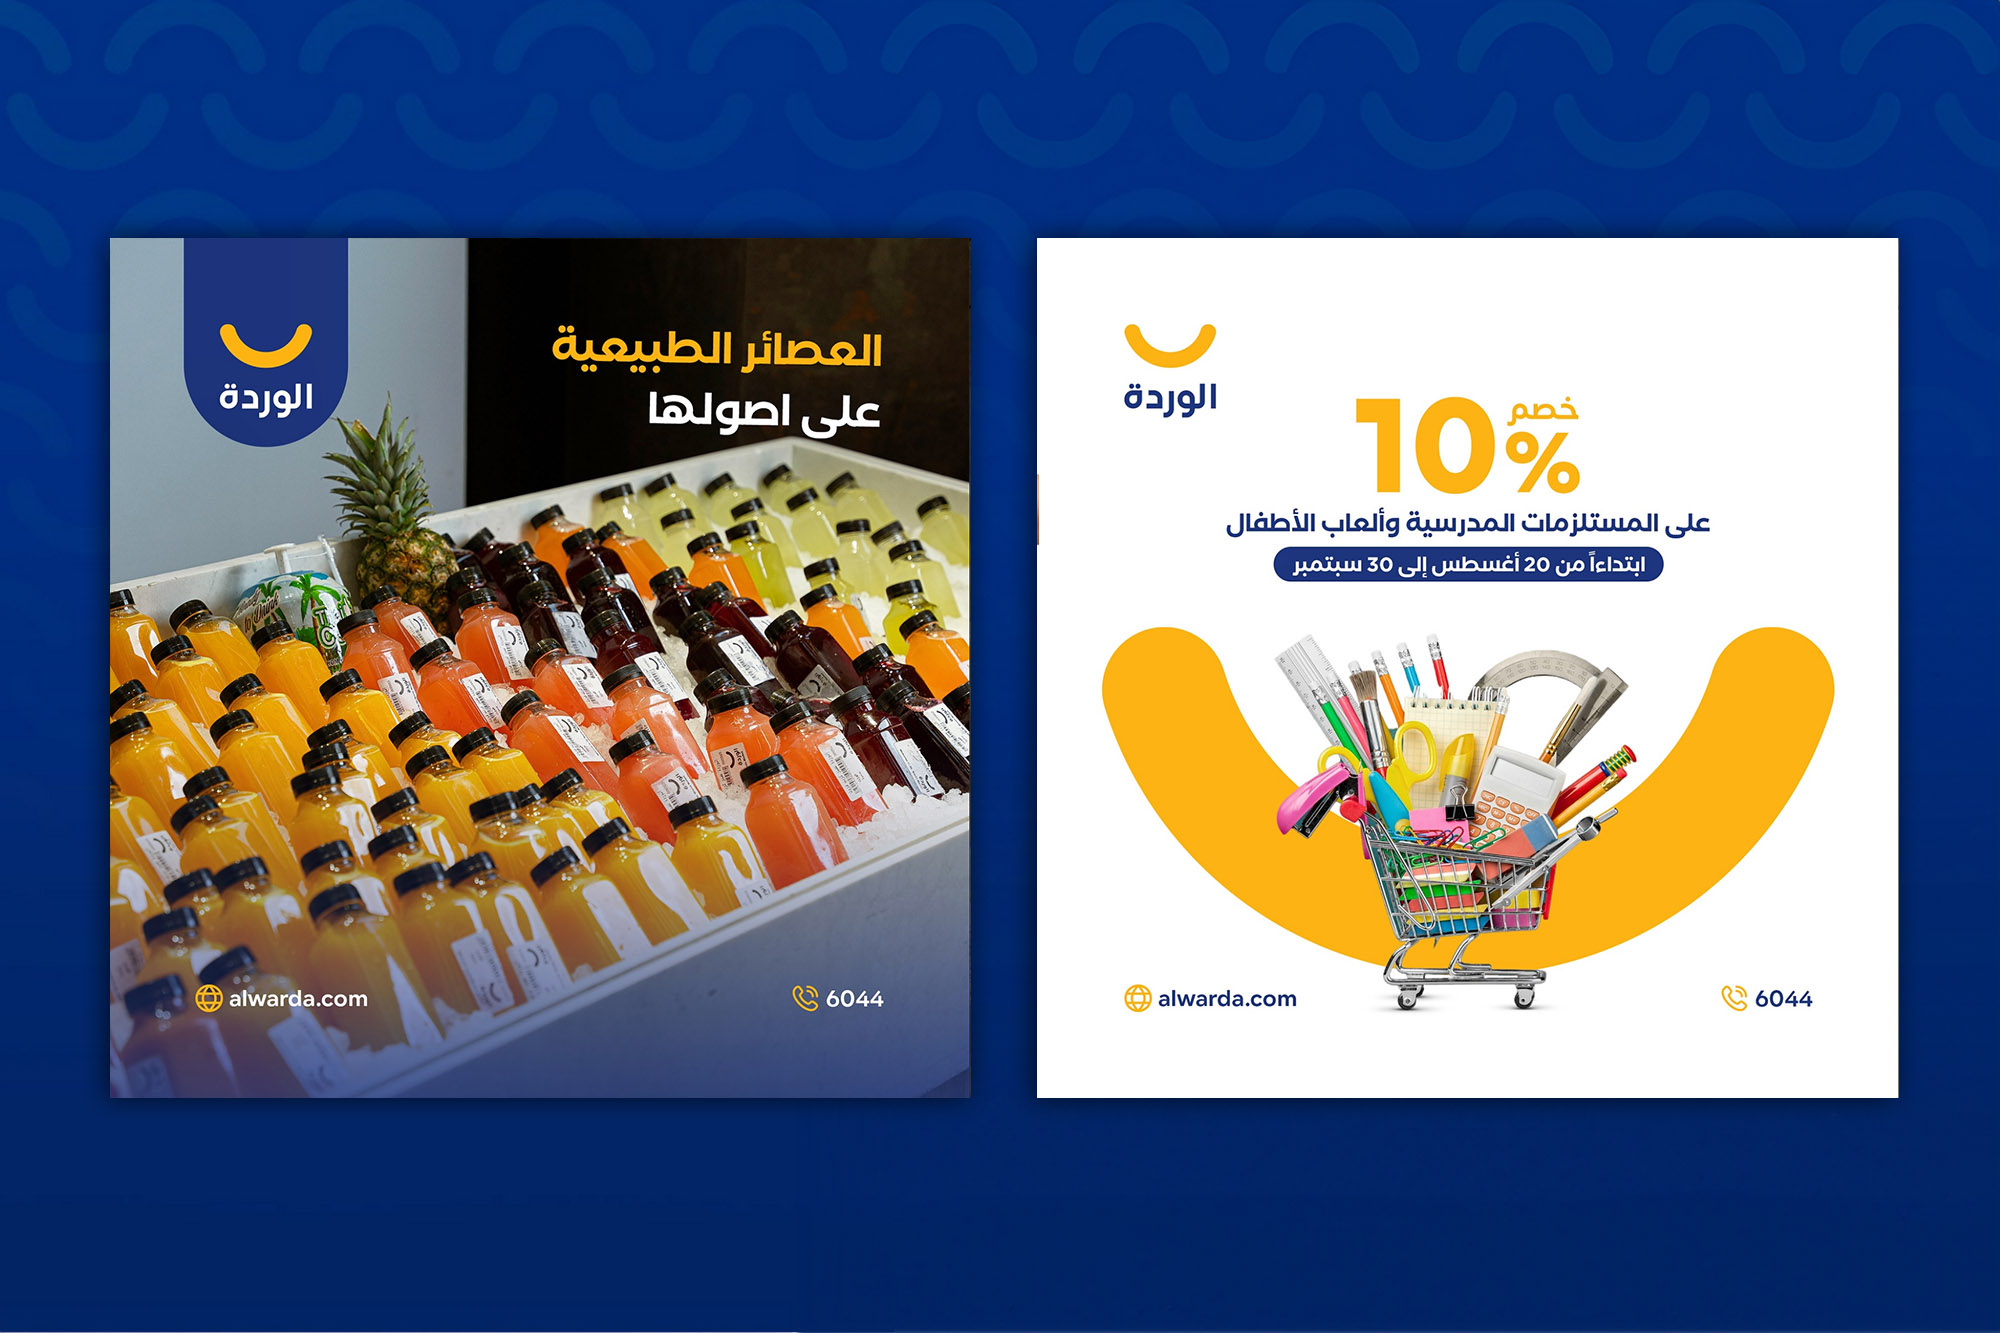 الوردة
العصائر الطبيعية
على اصولها
alwarda.com
6044
الوردة
خصم
10%
على المستلزمات المدرسية وألعاب الأطفال
ابتداءاً من 20 أغسطس إلى 30 سبتمبر
alwarda.com
6044